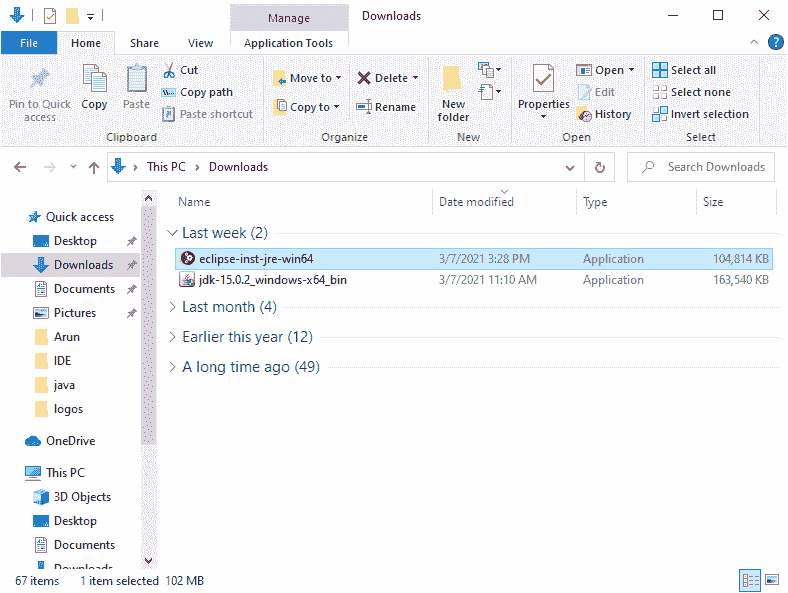 Manage Downloads
File Home Share View Application Tools
Pin to Quick access
Copy
Paste
Cut
Copy path
Paste shortcut
Clipboard
Move to
Copy to
Delete
Rename
Organize
New folder
New
Properties
Open
Edit
History
Open
Select all
Select none
Invert selection
Select
This PC Downloads Search Downloads
Quick access
Desktop
Downloads
Documents
Pictures
Arun
IDE
java
logos
OneDrive
This PC
3D Objects
Desktop
Documents
Downloads
Name Date modified Type Size
Last week (2)
eclipse-inst-jre-win64 3/7/2021 3:28 PM Application 104,814 KB
jdk-15.0.2_windows-x64_bin 3/7/2021 11:10 AM Application 163,540 KB
Last month (4)
Earlier this year (12)
A long time ago (49)
67 items 1 item selected 102 MB